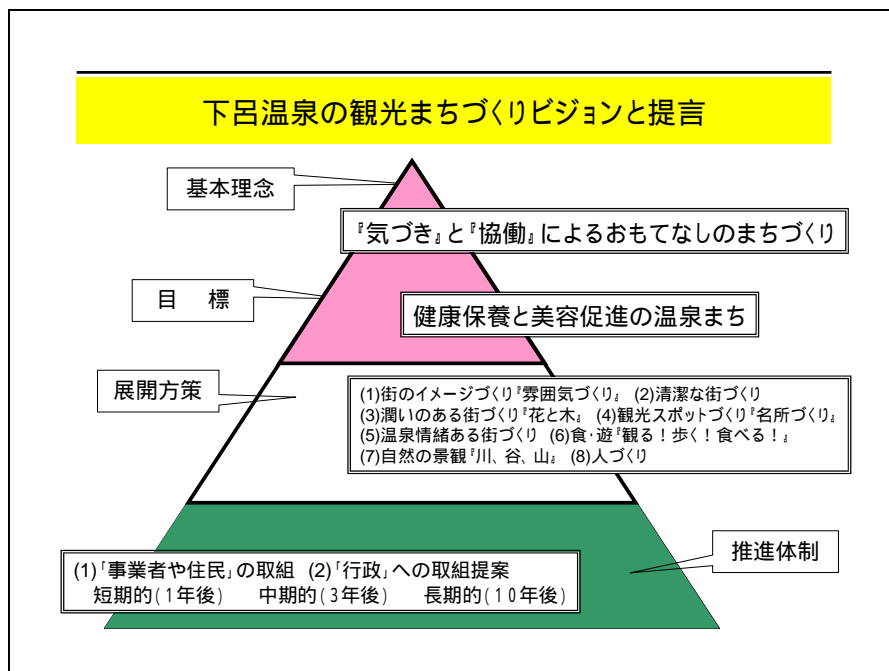 下呂温泉の観光まちづくりビジョンと提言
基本理念
『気づき』と『協働』によるおもてなしのまちづくり
目　標
健康保養と美容促進の温泉まち
展開方策
(1)街のイメージづくり『雰囲気づくり』 (2)清潔な街づくり
(3)潤いのある街づくり『花と木』 (4)観光スポットづくり『名所づくり』
(5)温泉情緒ある街づくり (6)食・遊『観る！歩く！食べる！』
(7)自然の景観『川、谷、山』 (8)人づくり
推進体制
(1)「事業者や住民」の取組 (2)「行政」への取組提案
短期的(１年後)　中期的(３年後)　長期的(１０年後)